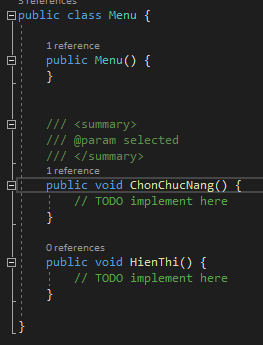 3 references
public class Menu {
1 reference
public Menu() {
}
/// <summary>
/// @param selected
/// </summary>
1 reference
public void ChonChucNang() {
// TODO implement here
}
0 references
public void HienThi() {
// TODO implement here
}
}